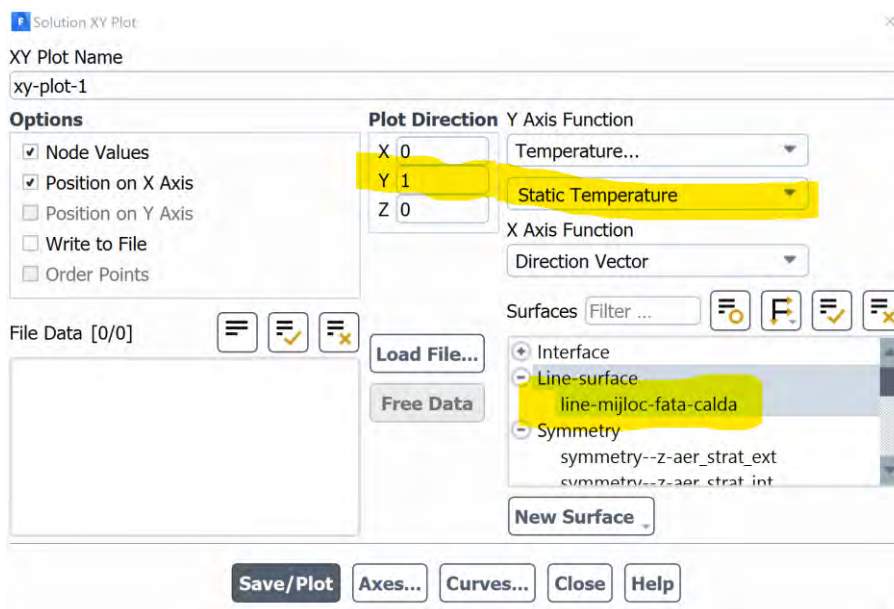 Solution XY Plot
XY Plot Name
xy-plot-1
Options
Node Values
Position on X Axis
Position on Y Axis
Write to File
Order Points
Plot Direction
X 0
Y 1
Z 0
Y Axis Function
Temperature...
Static Temperature
X Axis Function
Direction Vector
File Data [0/0]
Load File...
Free Data
Surfaces Filter ...
Interface
Line-surface
line-mijloc-fata-calda
Symmetry
symmetry--z-aer_strat_ext
symmetry--z-aer_strat_int
New Surface
Save/Plot Axes... Curves... Close Help